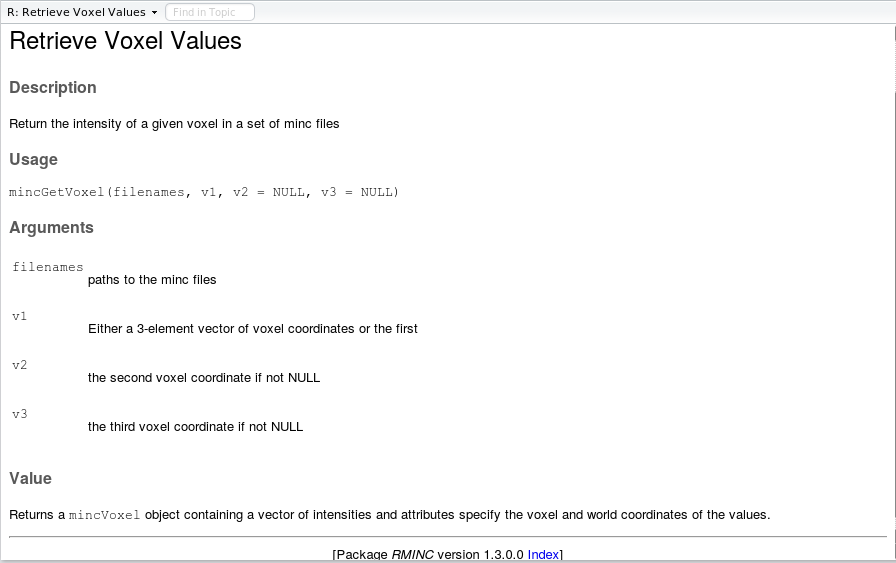 R: Retrieve Voxel Values Find in Topic
Retrieve Voxel Values
Description
Return the intensity of a given voxel in a set of minc files
Usage
mincGetVoxel(filenames, v1, v2 = NULL, v3 = NULL)
Arguments
filenames
paths to the minc files
v1
Either a 3-element vector of voxel coordinates or the first
v2
the second voxel coordinate if not NULL
v3
the third voxel coordinate if not NULL
Value
Returns a mincVoxel object containing a vector of intensities and attributes specify the voxel and world coordinates of the values.
[Package RMINC version 1.3.0.0 Index]